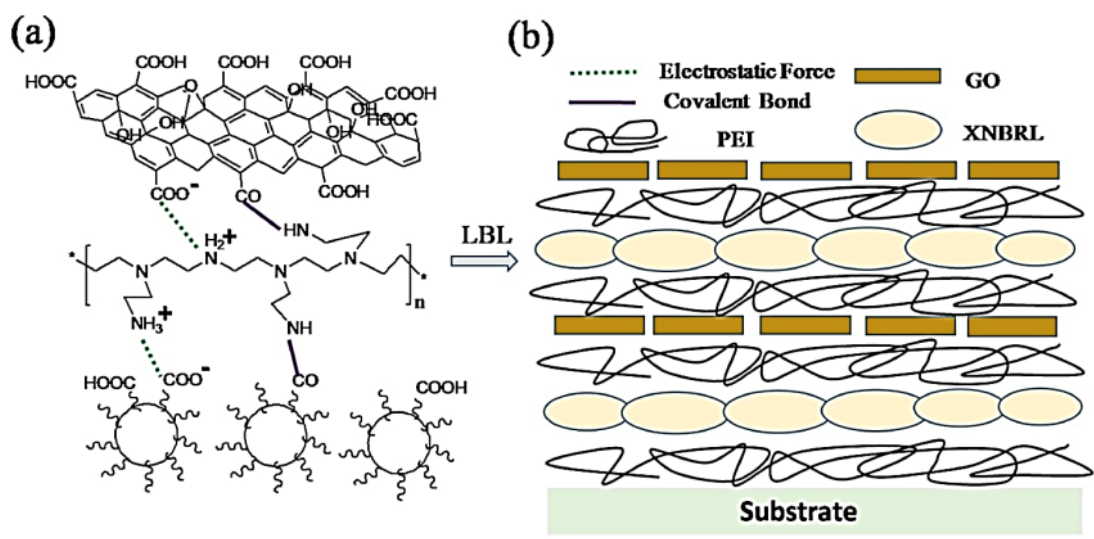 (a)
COOH
COOH
COOH
HOOC
O
OH
COOH
OH
OH
OH
HOOC
OH
OH
COO-
CO
COOH
HN
H2+
N
N
N
N
*
*
n
NH3+
NH
HOOC
COO-
CO
COOH
LBL
(b)
Electrostatic Force
GO
Covalent Bond
PEI
XNBRL
Substrate